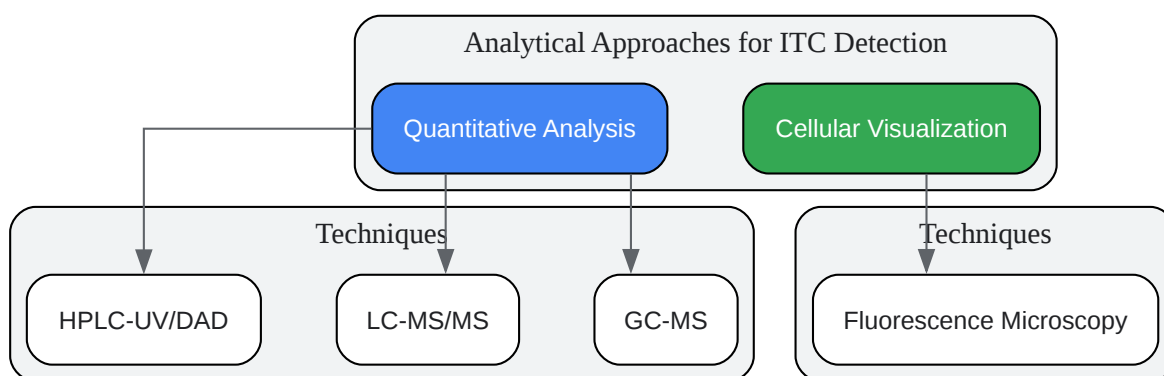 Analytical Approaches for ITC Detection
Quantitative Analysis
Cellular Visualization
Techniques
Techniques
HPLC-UV/DAD
LC-MS/MS
GC-MS
Fluorescence Microscopy